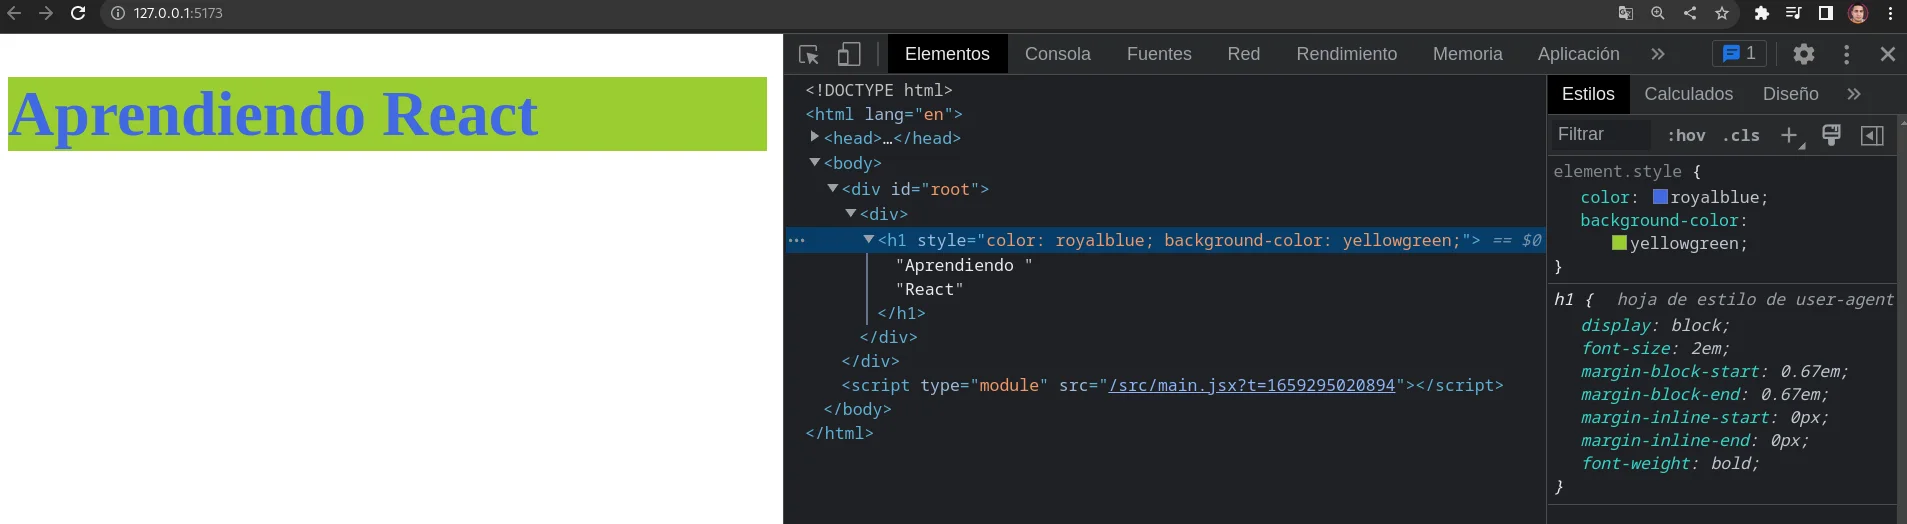 127.0.0.1:5173
Aprendiendo React
Elementos Consola Fuentes Red Rendimiento Memoria Aplicación » 1
<!DOCTYPE html>
<html lang="en">
<head>…</head>
<body>
<div id="root">
<div>
<h1 style="color: royalblue; background-color: yellowgreen;"> == $0
"Aprendiendo "
"React"
</h1>
</div>
</div>
<script type="module" src="/src/main.jsx?t=1659295020894"></script>
</body>
</html>
Estilos Calculados Diseño »
Filtrar :hov .cls
element.style {
color: royalblue;
background-color:
yellowgreen;
}
h1 { hoja de estilo de user-agent
display: block;
font-size: 2em;
margin-block-start: 0.67em;
margin-block-end: 0.67em;
margin-inline-start: 0px;
margin-inline-end: 0px;
font-weight: bold;
}